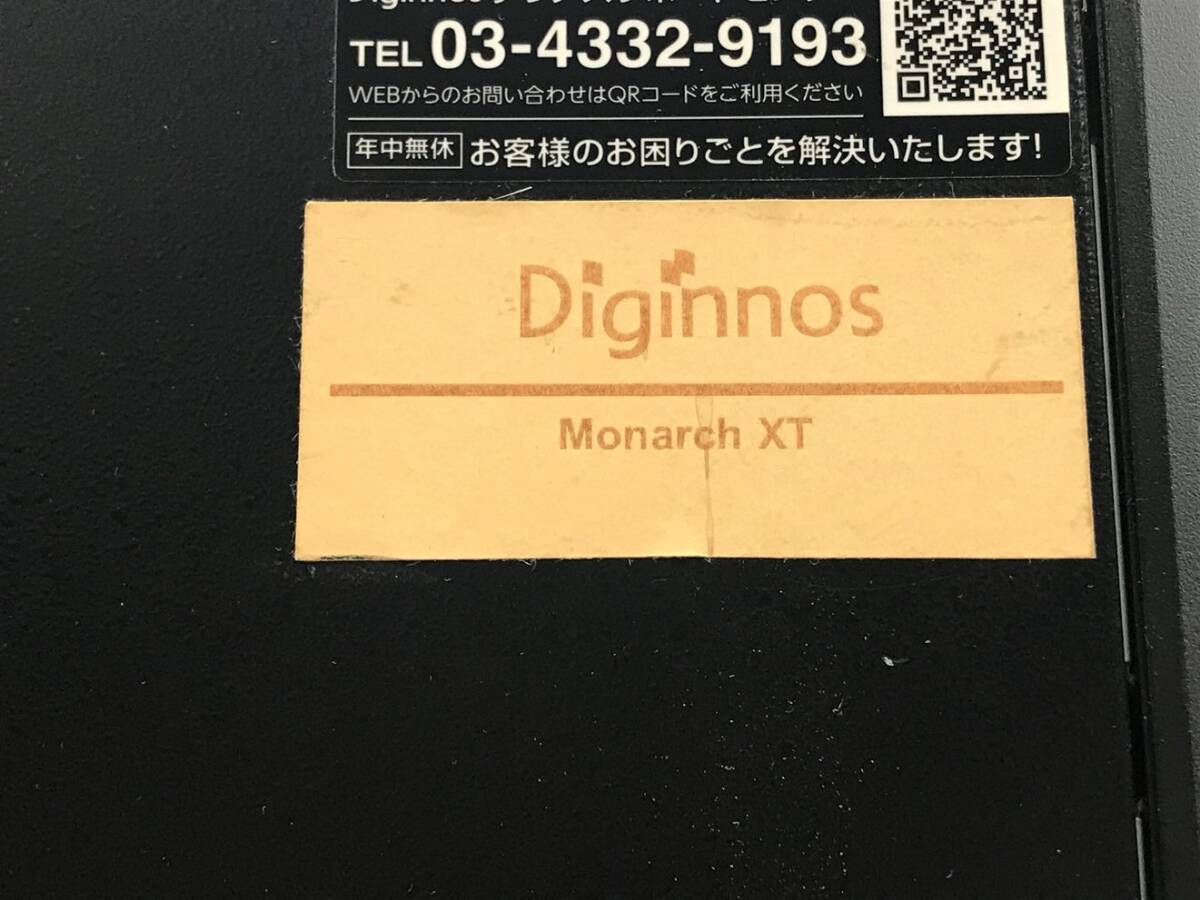 TEL 03-4332-9193
WEBからのお問い合わせはQRコードをご利用ください
年中無休 お客様のお困りごとを解決いたします!
Diginnos
Monarch XT